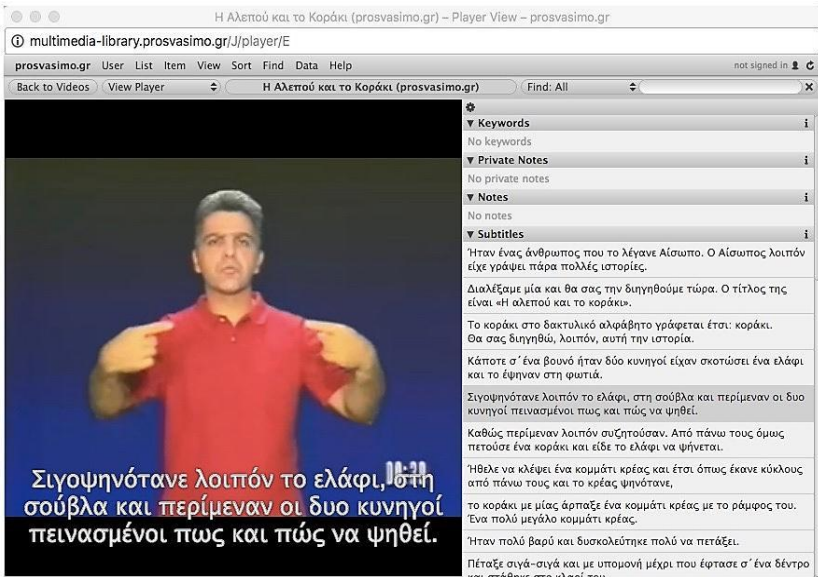 Η Αλεπού και το Κοράκι (prosvasimo.gr) – Player View – prosvasimo.gr
multimedia-library.prosvasimo.gr/J/player/E
prosvasimo.gr User List Item View Sort Find Data Help not signed in
Back to Videos View Player Η Αλεπού και το Κοράκι (prosvasimo.gr) Find: All
Keywords
No keywords
Private Notes
No private notes
Notes
No notes
Subtitles
Ήταν ένας άνθρωπος που το λέγανε Αίσωπο. Ο Αίσωπος λοιπόν
είχε γράψει πάρα πολλές ιστορίες.
Διαλέξαμε μία και θα σας την διηγηθούμε τώρα. Ο τίτλος της
είναι «Η αλεπού και το κοράκι».
Το κοράκι στο δακτυλικό αλφάβητο γράφεται έτσι: κοράκι.
Θα σας διηγηθώ, λοιπόν, αυτή την ιστορία.
Κάποτε σ΄ένα βουνό ήταν δύο κυνηγοί είχαν σκοτώσει ένα ελάφι
και το έψηναν στη φωτιά.
Σιγοψηνότανε λοιπόν το ελάφι, στη σούβλα και περίμεναν οι δυο
κυνηγοί πεινασμένοι πως και πώς να ψηθεί.
Καθώς περίμεναν λοιπόν συζητούσαν. Από πάνω τους όμως
πετούσε ένα κοράκι και είδε το ελάφι να ψήνεται.
Ήθελε να κλέψει ένα κομμάτι κρέας και έτσι όπως έκανε κύκλους
από πάνω τους και το κρέας ψηνότανε,
το κοράκι με μίας άρπαξε ένα κομμάτι κρέας με το ράμφος του.
Ένα πολύ μεγάλο κομμάτι κρέας.
Ήταν πολύ βαρύ και δυσκολεύτηκε πολύ να πετάξει.
Πέταξε σιγά-σιγά και με υπομονή μέχρι που έφτασε σ΄ένα δέντρο
και στάθηκε στο κλαρί του
Σιγοψηνότανε λοιπόν το ελάφι, στη
σούβλα και περίμεναν οι δυο κυνηγοί
πεινασμένοι πως και πώς να ψηθεί.